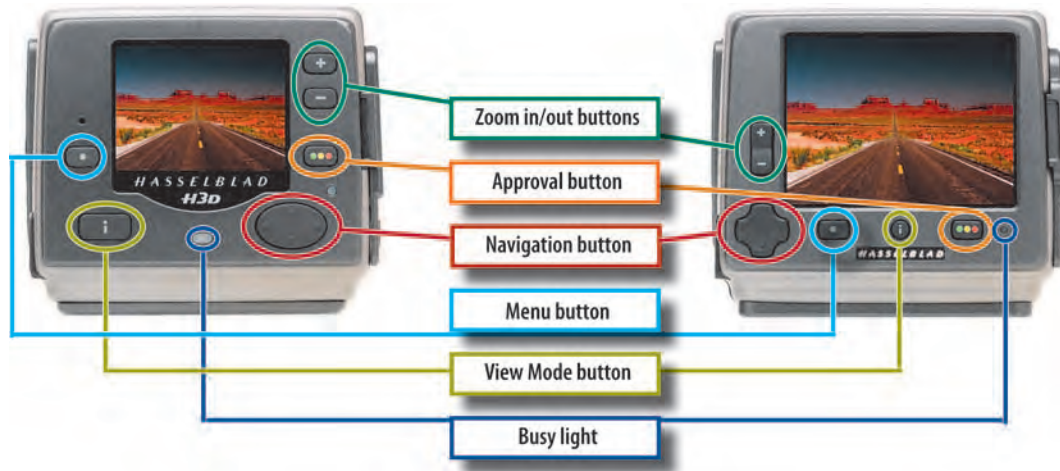 HASSELBLAD
H3D
i
+
−
Zoom in/out buttons
Approval button
Navigation button
Menu button
View Mode button
Busy light
+
−
i
HASSELBLAD